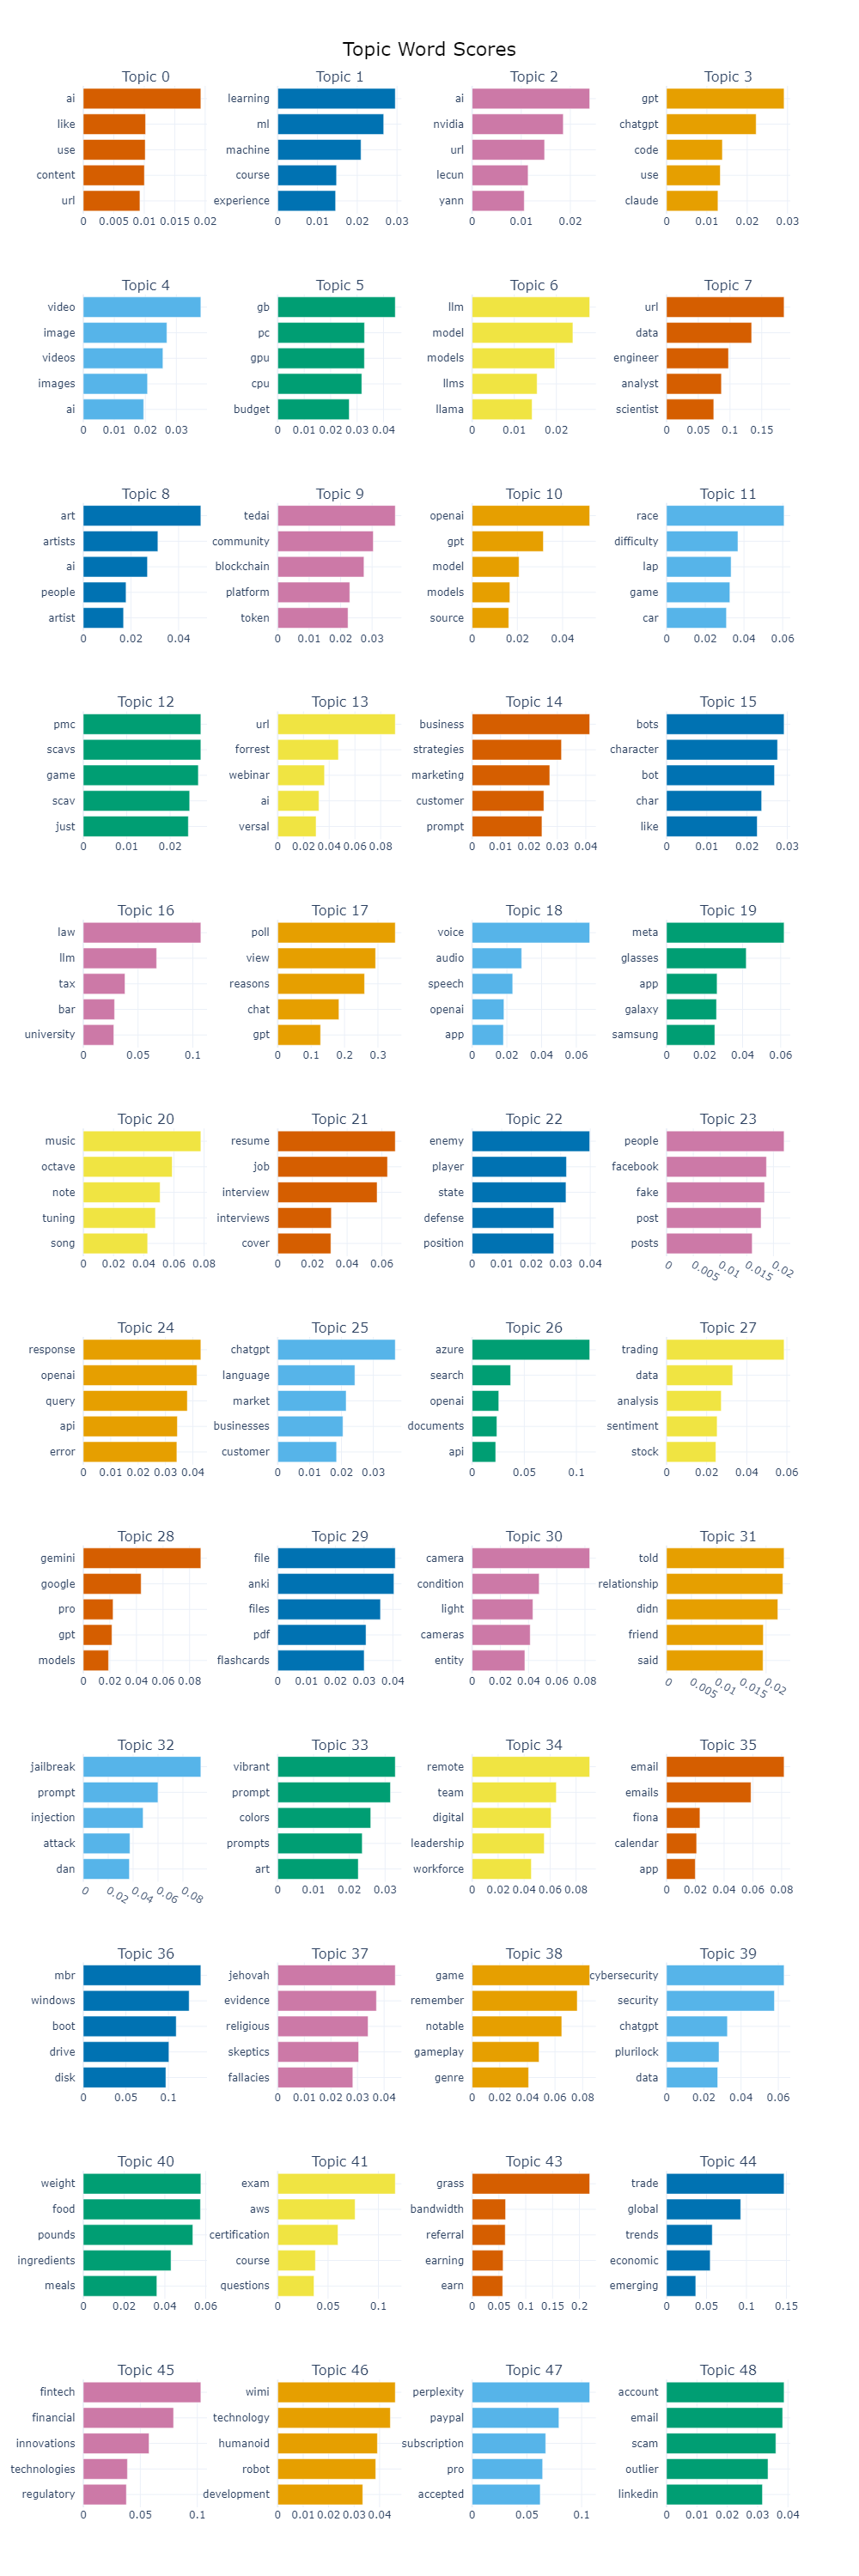 Topic Word Scores
Topic 0
ai
like
use
content
url
0 0.005 0.01 0.015 0.02
Topic 1
learning
ml
machine
course
experience
0 0.01 0.02 0.03
Topic 2
ai
nvidia
url
lecun
yann
0 0.01 0.02
Topic 3
gpt
chatgpt
code
use
claude
0 0.01 0.02 0.03
Topic 4
video
image
videos
images
ai
0 0.01 0.02 0.03
Topic 5
gb
pc
gpu
cpu
budget
0 0.01 0.02 0.03 0.04
Topic 6
llm
model
models
llms
llama
0 0.01 0.02
Topic 7
url
data
engineer
analyst
scientist
0 0.05 0.1 0.15
Topic 8
art
artists
ai
people
artist
0 0.02 0.04
Topic 9
tedai
community
blockchain
platform
token
0 0.01 0.02 0.03
Topic 10
openai
gpt
model
models
source
0 0.02 0.04
Topic 11
race
difficulty
lap
game
car
0 0.02 0.04 0.06
Topic 12
pmc
scavs
game
scav
just
0 0.01 0.02
Topic 13
url
forrest
webinar
ai
versal
0 0.02 0.04 0.06 0.08
Topic 14
business
strategies
marketing
customer
prompt
0 0.01 0.02 0.03 0.04
Topic 15
bots
character
bot
char
like
0 0.01 0.02 0.03
Topic 16
law
llm
tax
bar
university
0 0.05 0.1
Topic 17
poll
view
reasons
chat
gpt
0 0.1 0.2 0.3
Topic 18
voice
audio
speech
openai
app
0 0.02 0.04 0.06
Topic 19
meta
glasses
app
galaxy
samsung
0 0.02 0.04 0.06
Topic 20
music
octave
note
tuning
song
0 0.02 0.04 0.06 0.08
Topic 21
resume
job
interview
interviews
cover
0 0.02 0.04 0.06
Topic 22
enemy
player
state
defense
position
0 0.01 0.02 0.03 0.04
Topic 23
people
facebook
fake
post
posts
0 0.005 0.01 0.015 0.02
Topic 24
response
openai
query
api
error
0 0.01 0.02 0.03 0.04
Topic 25
chatgpt
language
market
businesses
customer
0 0.01 0.02 0.03
Topic 26
azure
search
openai
documents
api
0 0.05 0.1
Topic 27
trading
data
analysis
sentiment
stock
0 0.02 0.04 0.06
Topic 28
gemini
google
pro
gpt
models
0 0.02 0.04 0.06 0.08
Topic 29
file
anki
files
pdf
flashcards
0 0.01 0.02 0.03 0.04
Topic 30
camera
condition
light
cameras
entity
0 0.02 0.04 0.06 0.08
Topic 31
told
relationship
didn
friend
said
0 0.005 0.01 0.015 0.02
Topic 32
jailbreak
prompt
injection
attack
dan
0 0.02 0.04 0.06 0.08
Topic 33
vibrant
prompt
colors
prompts
art
0 0.01 0.02 0.03
Topic 34
remote
team
digital
leadership
workforce
0 0.02 0.04 0.06 0.08
Topic 35
email
emails
fiona
calendar
app
0 0.02 0.04 0.06 0.08
Topic 36
mbr
windows
boot
drive
disk
0 0.05 0.1
Topic 37
jehovah
evidence
religious
skeptics
fallacies
0 0.01 0.02 0.03 0.04
Topic 38
game
remember
notable
gameplay
genre
0 0.02 0.04 0.06 0.08
Topic 39
cybersecurity
security
chatgpt
plurilock
data
0 0.02 0.04 0.06
Topic 40
weight
food
pounds
ingredients
meals
0 0.02 0.04 0.06
Topic 41
exam
aws
certification
course
questions
0 0.05 0.1
Topic 43
grass
bandwidth
referral
earning
earn
0 0.05 0.1 0.15 0.2
Topic 44
trade
global
trends
economic
emerging
0 0.05 0.1 0.15
Topic 45
fintech
financial
innovations
technologies
regulatory
0 0.05 0.1
Topic 46
wimi
technology
humanoid
robot
development
0 0.01 0.02 0.03 0.04
Topic 47
perplexity
paypal
subscription
pro
accepted
0 0.05 0.1
Topic 48
account
email
scam
outlier
linkedin
0 0.01 0.02 0.03 0.04